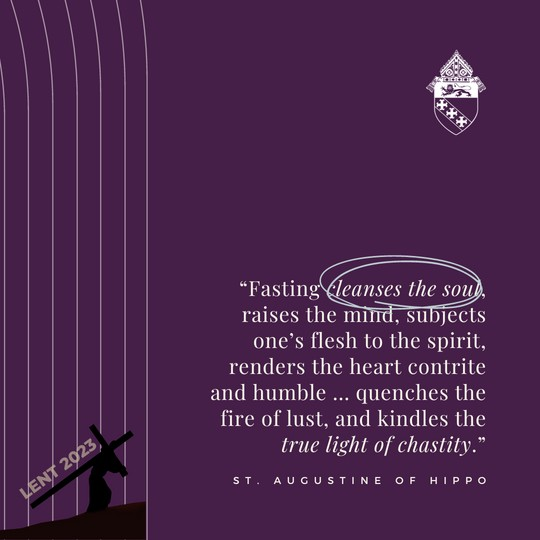 “Fasting cleanses the soul,
raises the mind, subjects
one’s flesh to the spirit,
renders the heart contrite
and humble ... quenches the
fire of lust, and kindles the
true light of chastity.”
ST. AUGUSTINE OF HIPPO
LENT 2023